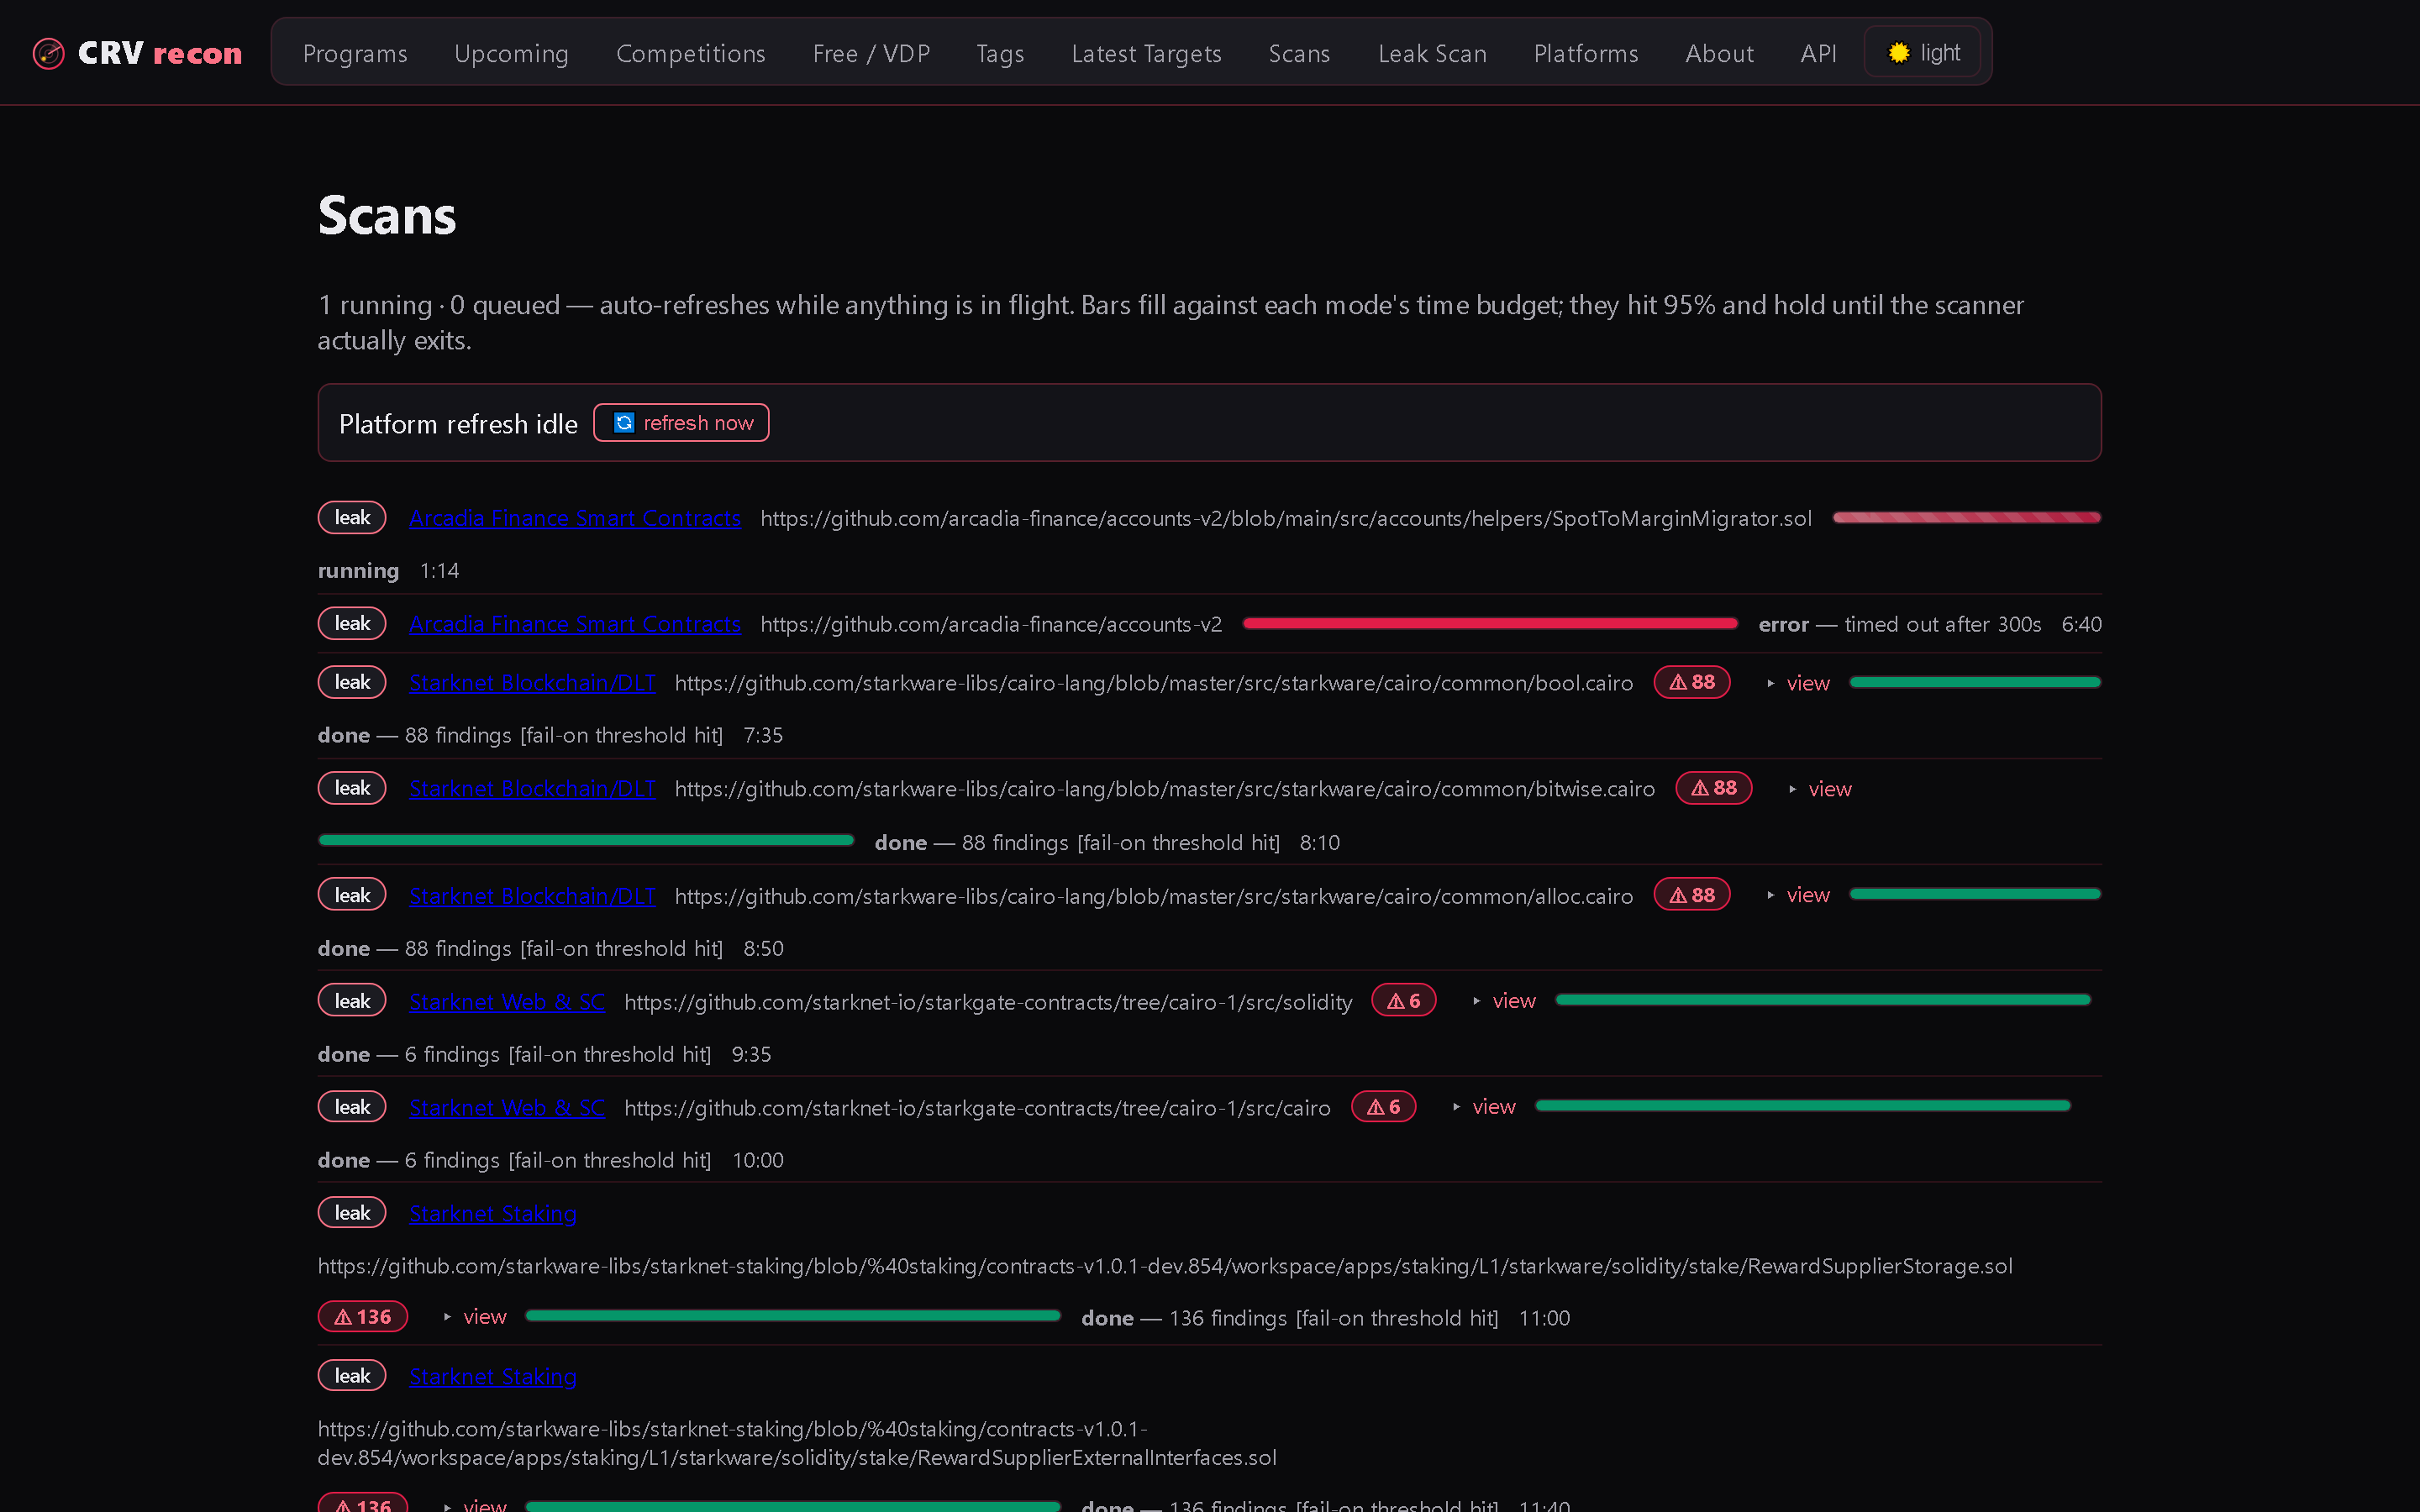 CRV recon Programs Upcoming Competitions Free / VDP Tags Latest Targets Scans Leak Scan Platforms About API light
Scans
1 running · 0 queued — auto-refreshes while anything is in flight. Bars fill against each mode's time budget; they hit 95% and hold until the scanner
actually exits.
Platform refresh idle refresh now
leak Arcadia Finance Smart Contracts https://github.com/arcadia-finance/accounts-v2/blob/main/src/accounts/helpers/SpotToMarginMigrator.sol
running 1:14
leak Arcadia Finance Smart Contracts https://github.com/arcadia-finance/accounts-v2 error — timed out after 300s 6:40
leak Starknet Blockchain/DLT https://github.com/starkware-libs/cairo-lang/blob/master/src/starkware/cairo/common/bool.cairo ⚠ 88 ▸ view
done — 88 findings [fail-on threshold hit] 7:35
leak Starknet Blockchain/DLT https://github.com/starkware-libs/cairo-lang/blob/master/src/starkware/cairo/common/bitwise.cairo ⚠ 88 ▸ view
done — 88 findings [fail-on threshold hit] 8:10
leak Starknet Blockchain/DLT https://github.com/starkware-libs/cairo-lang/blob/master/src/starkware/cairo/common/alloc.cairo ⚠ 88 ▸ view
done — 88 findings [fail-on threshold hit] 8:50
leak Starknet Web & SC https://github.com/starknet-io/starkgate-contracts/tree/cairo-1/src/solidity ⚠ 6 ▸ view
done — 6 findings [fail-on threshold hit] 9:35
leak Starknet Web & SC https://github.com/starknet-io/starkgate-contracts/tree/cairo-1/src/cairo ⚠ 6 ▸ view
done — 6 findings [fail-on threshold hit] 10:00
leak Starknet Staking
https://github.com/starkware-libs/starknet-staking/blob/%40staking/contracts-v1.0.1-dev.854/workspace/apps/staking/L1/starkware/solidity/stake/RewardSupplierStorage.sol
⚠ 136 ▸ view done — 136 findings [fail-on threshold hit] 11:00
leak Starknet Staking
https://github.com/starkware-libs/starknet-staking/blob/%40staking/contracts-v1.0.1-
dev.854/workspace/apps/staking/L1/starkware/solidity/stake/RewardSupplierExternalInterfaces.sol
⚠ 136 ▸ view done — 136 findings [fail-on threshold hit] 11:40